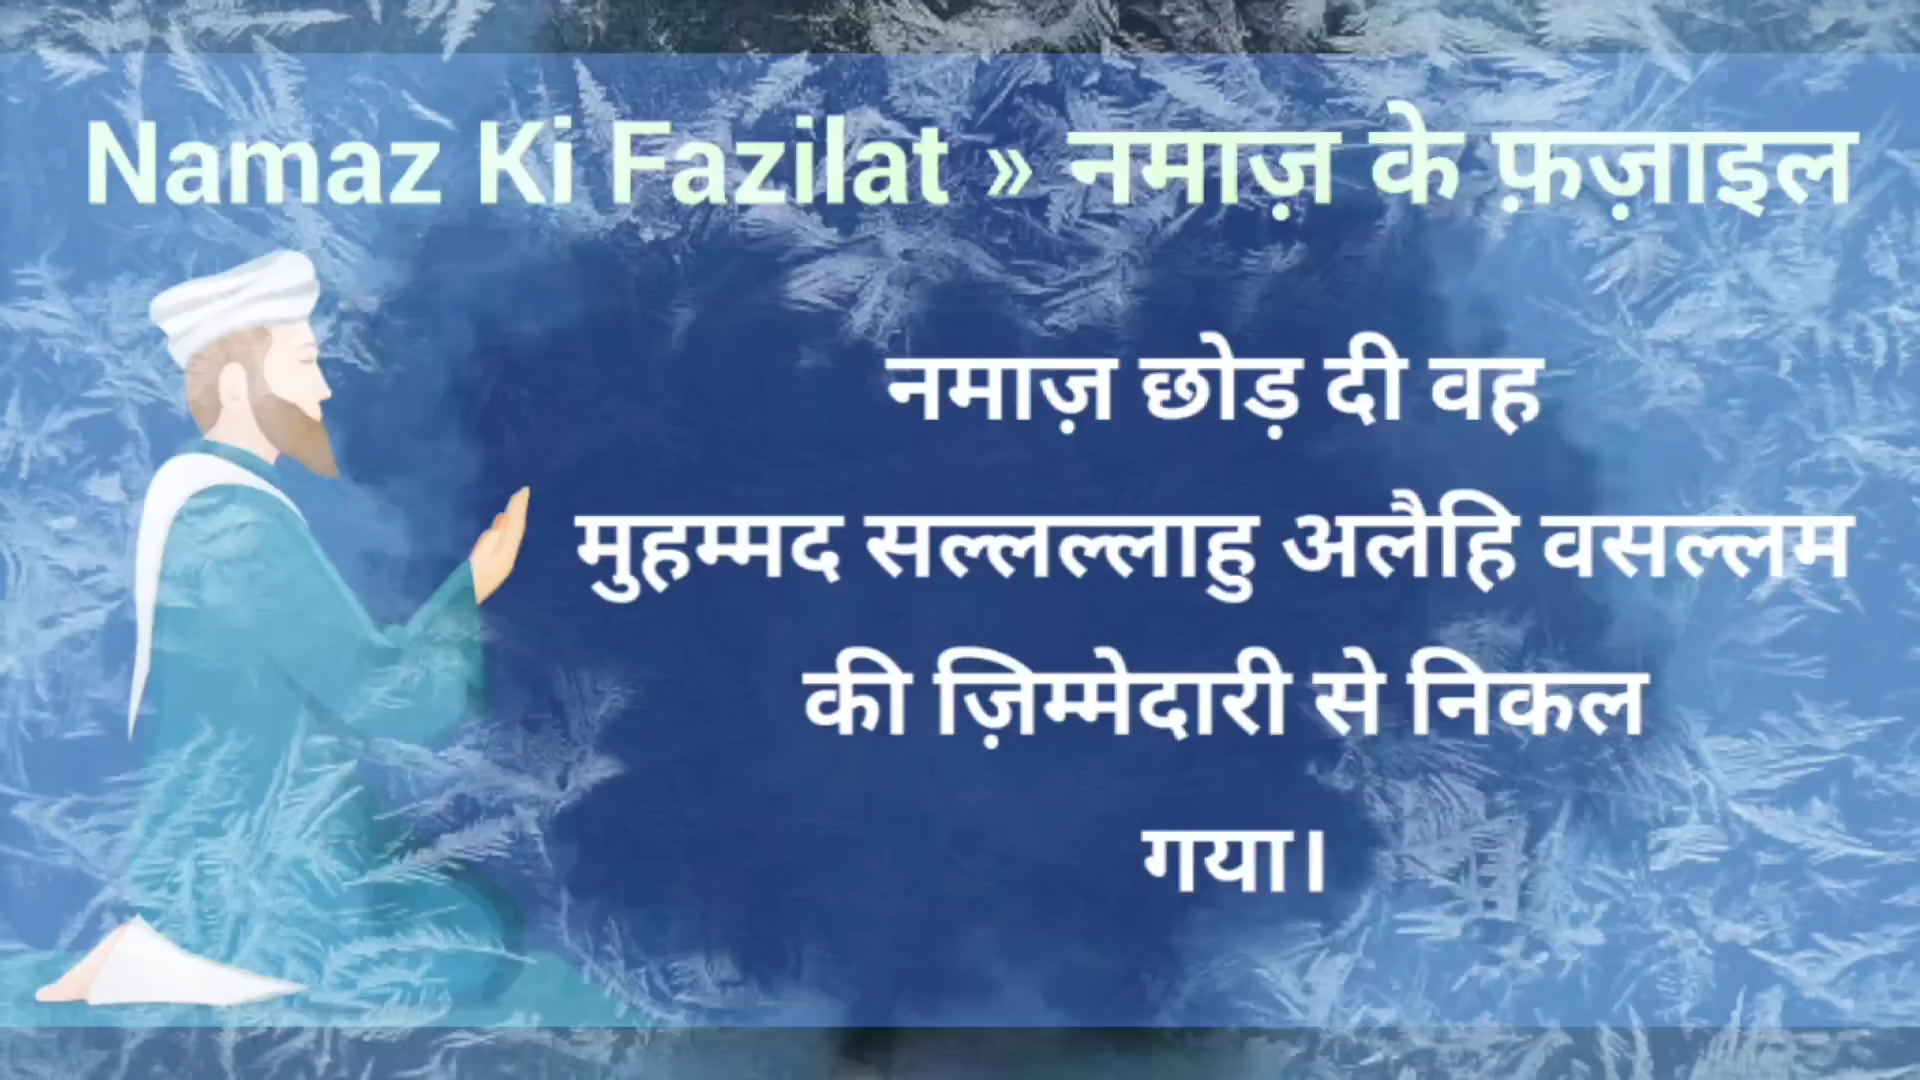 Namaz Ki Fazilat » नमाज़ के फ़ज़ाइल
नमाज़ छोड़ दी वह
मुहम्मद सल्लल्लाहु अलैहि वसल्लम
की ज़िम्मेदारी से निकल
गया।